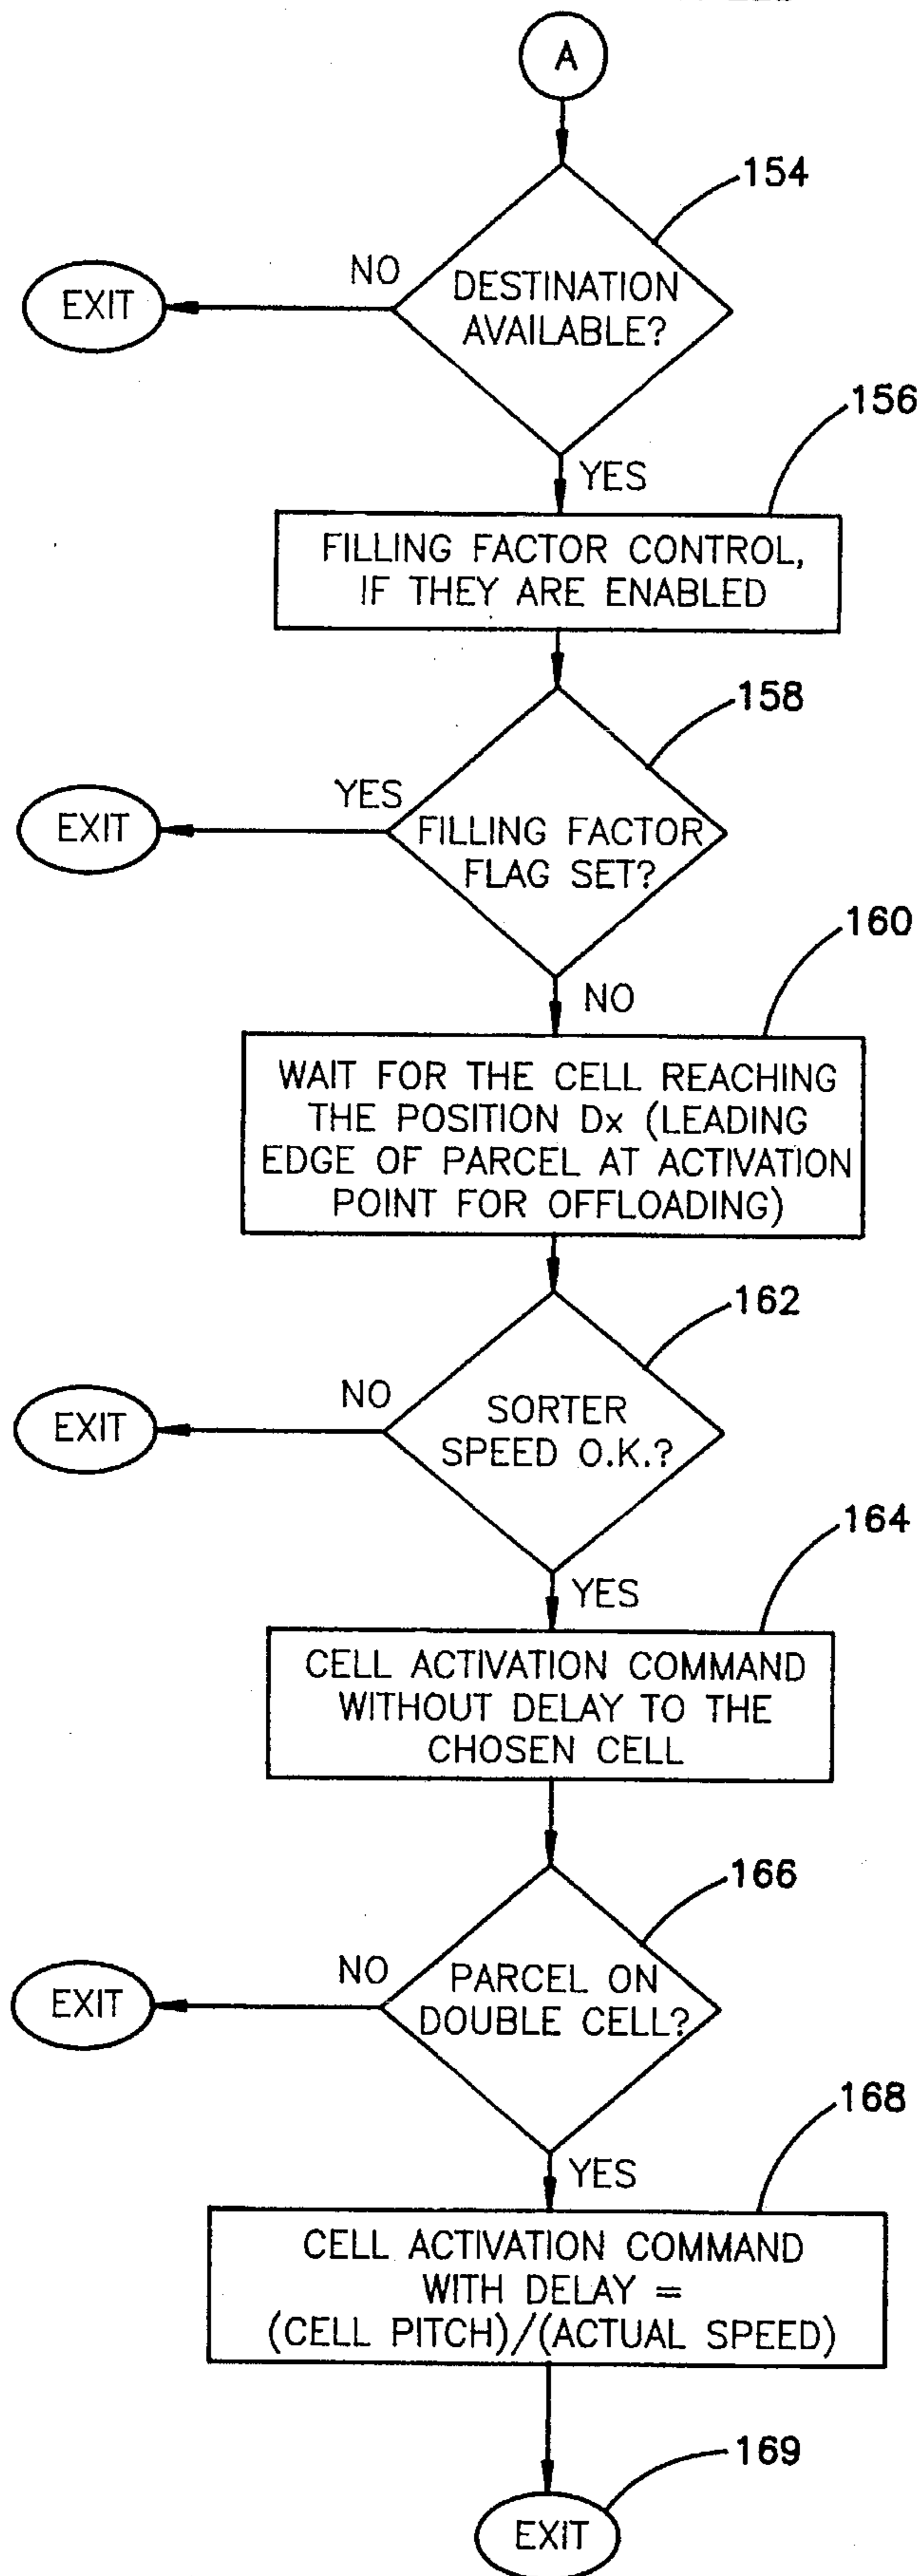 A
154
NO
DESTINATION
AVAILABLE?
EXIT
156
YES
FILLING FACTOR CONTROL,
IF THEY ARE ENABLED
158
YES
EXIT
FILLING FACTOR
FLAG SET?
160
NO
WAIT FOR THE CELL REACHING
THE POSITION Dx (LEADING
EDGE OF PARCEL AT ACTIVATION
POINT FOR OFFLOADING)
162
NO
EXIT
SORTER
SPEED O.K.?
164
YES
CELL ACTIVATION COMMAND
WITHOUT DELAY TO THE
CHOSEN CELL
166
NO
EXIT
PARCEL ON
DOUBLE CELL?
168
YES
CELL ACTIVATION COMMAND
WITH DELAY =
(CELL PITCH)/(ACTUAL SPEED)
169
EXIT